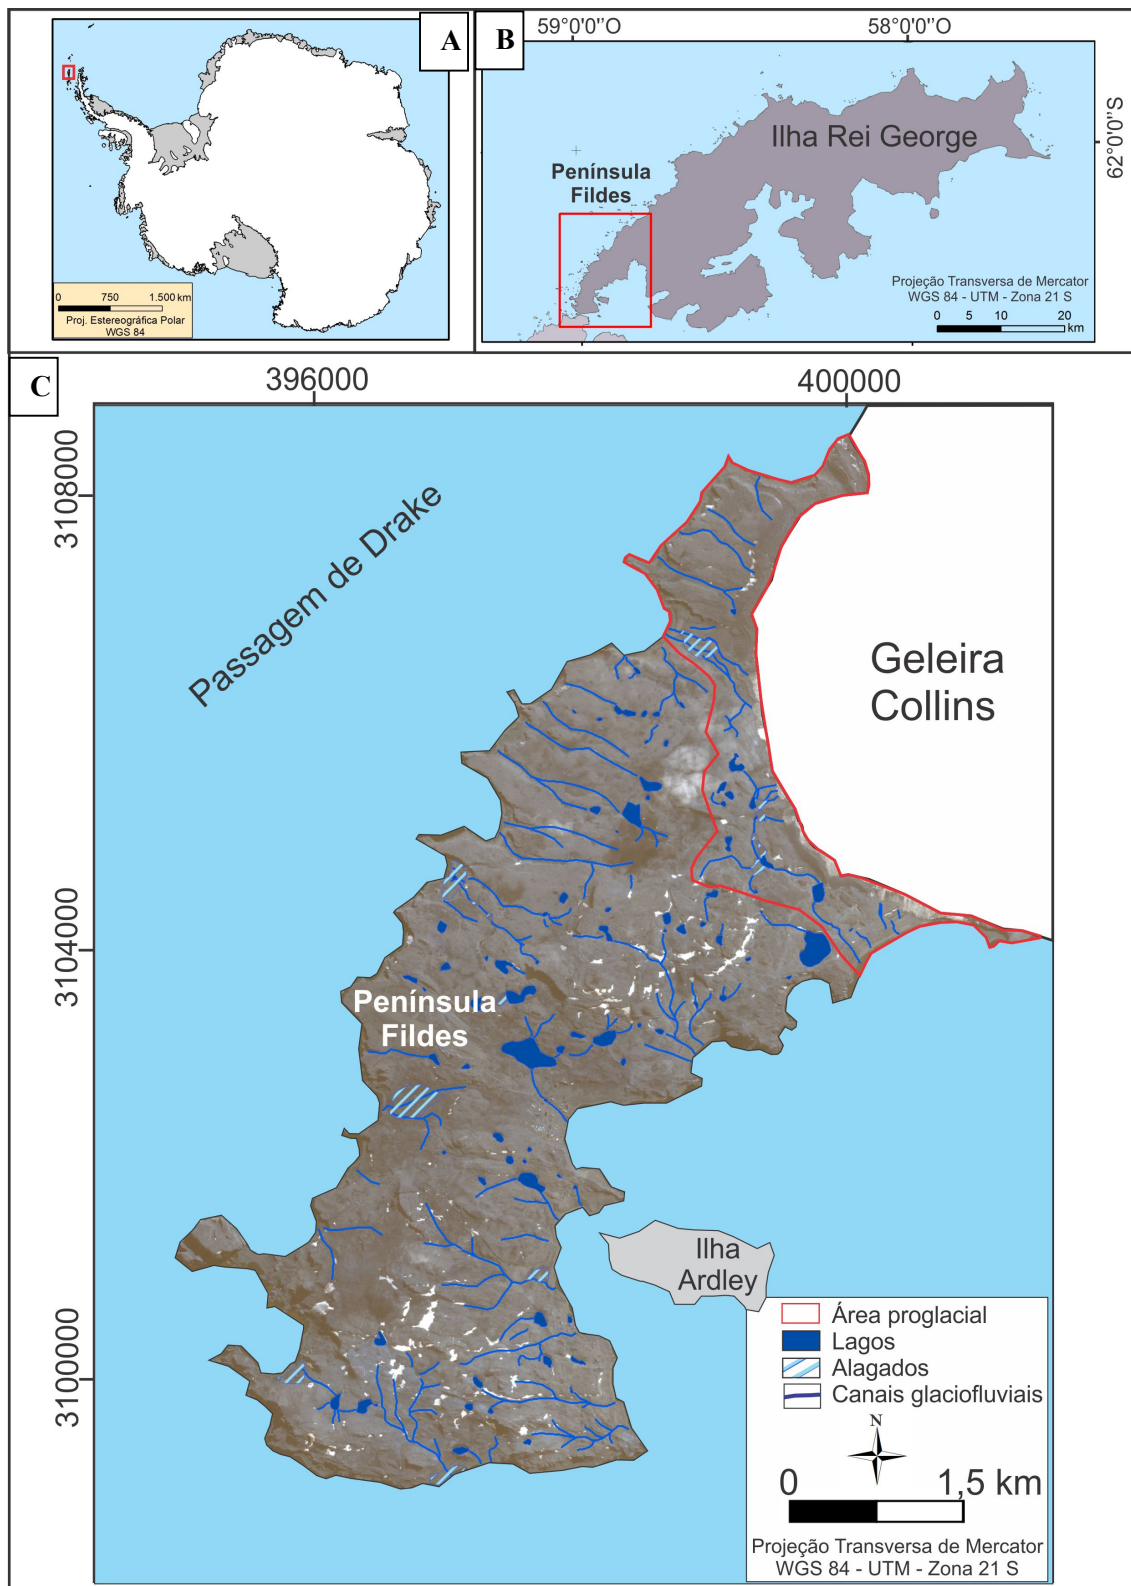 A
0 750 1.500 km
Proj. Estereográfica Polar
WGS 84
B
59°0'0''O 58°0'0''O
62°0'0''S
Ilha Rei George
Península
Fildes
Projeção Transversa de Mercator
WGS 84 - UTM - Zona 21 S
0 5 10 20
km
C
396000 400000
3108000
3104000
3100000
Passagem de Drake
Geleira
Collins
Península
Fildes
Ilha
Ardley
Área proglacial
Lagos
Alagados
Canais glaciofluviais
N
0 1,5 km
Projeção Transversa de Mercator
WGS 84 - UTM - Zona 21 S